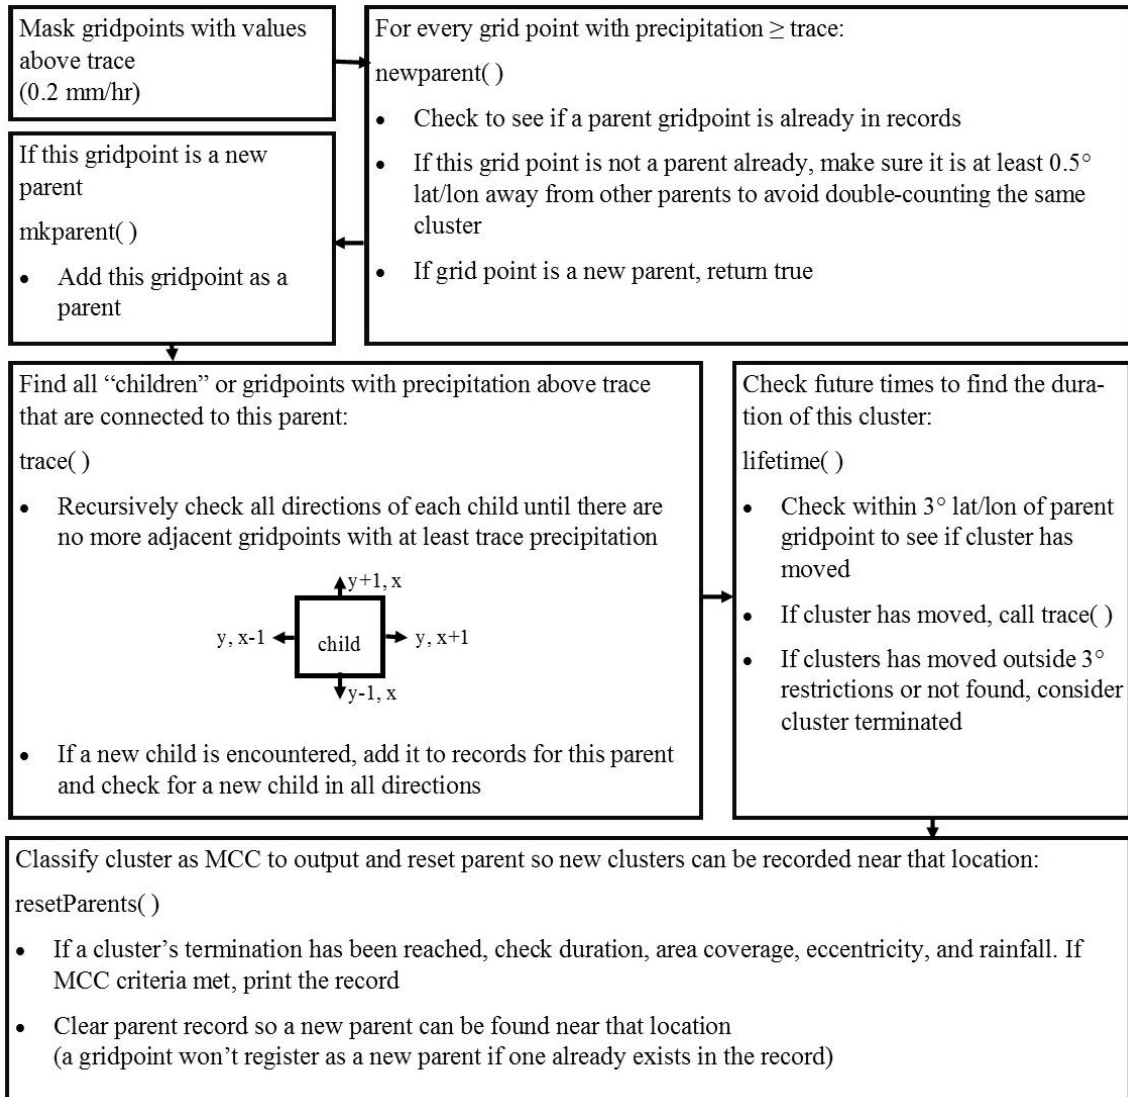 Mask gridpoints with values
above trace
(0.2 mm/hr)
For every grid point with precipitation ≥ trace:
newparent( )
• Check to see if a parent gridpoint is already in records
• If this grid point is not a parent already, make sure it is at least 0.5°
lat/lon away from other parents to avoid double-counting the same
cluster
• If grid point is a new parent, return true
If this gridpoint is a new
parent
mkparent( )
• Add this gridpoint as a
parent
Find all “children” or gridpoints with precipitation above trace
that are connected to this parent:
trace( )
• Recursively check all directions of each child until there are
no more adjacent gridpoints with at least trace precipitation
y+1, x
y, x-1
child
y, x+1
y-1, x
• If a new child is encountered, add it to records for this parent
and check for a new child in all directions
Check future times to find the dura-
tion of this cluster:
lifetime( )
• Check within 3° lat/lon of parent
gridpoint to see if cluster has
moved
• If cluster has moved, call trace( )
• If clusters has moved outside 3°
restrictions or not found, consider
cluster terminated
Classify cluster as MCC to output and reset parent so new clusters can be recorded near that location:
resetParents( )
• If a cluster’s termination has been reached, check duration, area coverage, eccentricity, and rainfall. If
MCC criteria met, print the record
• Clear parent record so a new parent can be found near that location
(a gridpoint won’t register as a new parent if one already exists in the record)